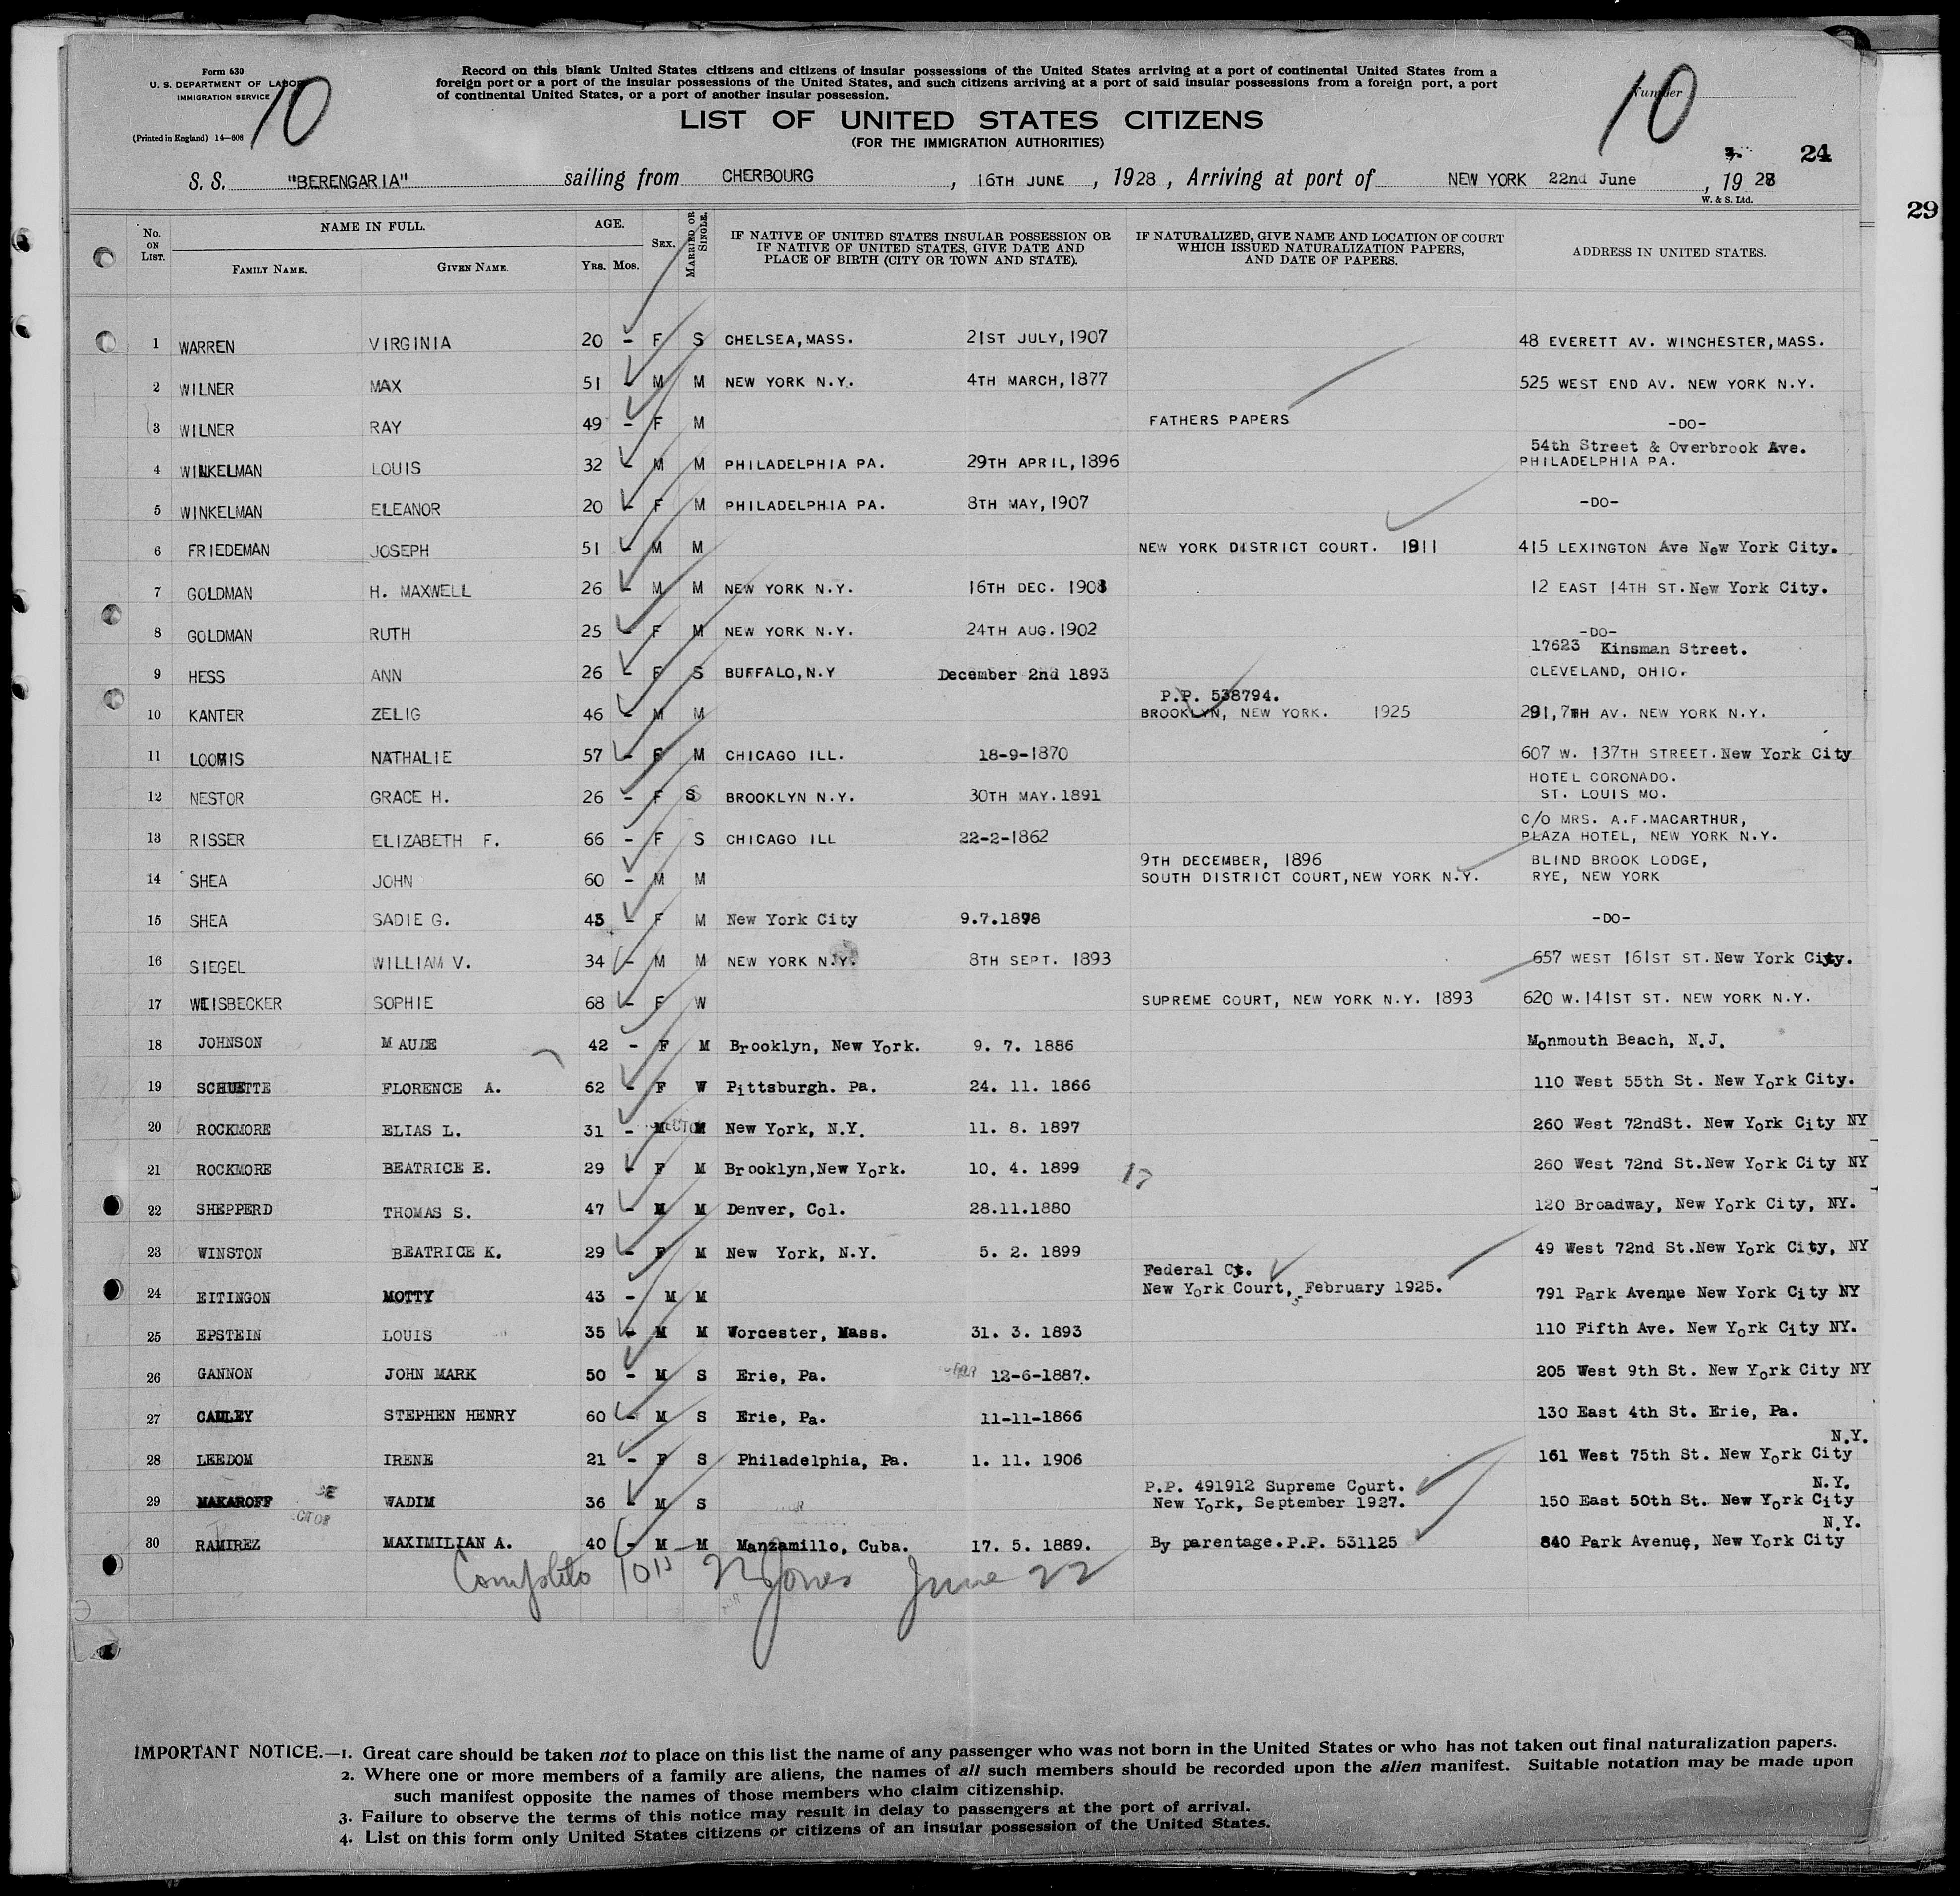 Form 630
U. S. DEPARTMENT OF LABOR
IMMIGRATION SERVICE
(Printed in England) 14—608
10
Record on this blank United States citizens and citizens of insular possessions of the United States arriving at a port of continental United States from a
foreign port or a port of the insular possessions of the United States, and such citizens arriving at a port of said insular possessions from a foreign port, a port
of continental United States, or a port of another insular possession.
LIST OF UNITED STATES CITIZENS
(FOR THE IMMIGRATION AUTHORITIES)
Number
10
24
29
S. S. "BERENGARIA" sailing from CHERBOURG, 16TH JUNE, 1928, Arriving at port of NEW YORK 22nd June, 1928
W. & S. Ltd.
No. ON LIST. NAME IN FULL. FAMILY NAME. GIVEN NAME. AGE. YRS. MOS. SEX. MARRIED OR SINGLE. IF NATIVE OF UNITED STATES INSULAR POSSESSION OR IF NATIVE OF UNITED STATES, GIVE DATE AND PLACE OF BIRTH (CITY OR TOWN AND STATE). IF NATURALIZED, GIVE NAME AND LOCATION OF COURT WHICH ISSUED NATURALIZATION PAPERS, AND DATE OF PAPERS. ADDRESS IN UNITED STATES.
1 WARREN VIRGINIA 20 - F S CHELSEA, MASS. 21ST JULY, 1907 48 EVERETT AV. WINCHESTER, MASS.
2 WILNER MAX 51 - M M NEW YORK N.Y. 4TH MARCH, 1877 525 WEST END AV. NEW YORK N.Y.
3 WILNER RAY 49 - F M FATHERS PAPERS -DO-
54th Street & Overbrook Ave.
4 WINKELMAN LOUIS 32 - M M PHILADELPHIA PA. 29TH APRIL, 1896 PHILADELPHIA PA.
5 WINKELMAN ELEANOR 20 - F M PHILADELPHIA PA. 8TH MAY, 1907 -DO-
6 FRIEDEMAN JOSEPH 51 - M M NEW YORK DISTRICT COURT. 1911 415 LEXINGTON Ave New York City.
7 GOLDMAN H. MAXWELL 26 - M M NEW YORK N.Y. 16TH DEC. 1901 12 EAST 14TH ST. New York City.
8 GOLDMAN RUTH 25 - F M NEW YORK N.Y. 24TH AUG. 1902 -DO-
17623 Kinsman Street.
9 HESS ANN 26 - F S BUFFALO, N.Y December 2nd 1893 CLEVELAND, OHIO.
P.P. 538794.
10 KANTER ZELIG 46 - M M BROOKLYN, NEW YORK. 1925 291, 7TH AV. NEW YORK N.Y.
11 LOOMIS NATHALIE 57 - F M CHICAGO ILL. 18-9-1870 607 W. 137TH STREET. New York City
HOTEL CORONADO.
12 NESTOR GRACE H. 26 - F S BROOKLYN N.Y. 30TH MAY. 1891 ST. LOUIS MO.
C/O MRS. A.F. MACARTHUR,
13 RISSER ELIZABETH F. 66 - F S CHICAGO ILL 22-2-1862 PLAZA HOTEL, NEW YORK N.Y.
9TH DECEMBER, 1896 BLIND BROOK LODGE,
14 SHEA JOHN 60 - M M SOUTH DISTRICT COURT, NEW YORK N.Y. RYE, NEW YORK
15 SHEA SADIE G. 45 - F M New York City 9.7.1898 -DO-
16 SIEGEL WILLIAM V. 34 - M M NEW YORK N.Y. 8TH SEPT. 1893 657 WEST 161ST ST. New York City.
17 WEISBECKER SOPHIE 68 - F W SUPREME COURT, NEW YORK N.Y. 1893 620 W. 141ST ST. NEW YORK N.Y.
18 JOHNSON MAUDE 42 - F M Brooklyn, New York. 9. 7. 1886 Monmouth Beach, N.J.
19 SCHUETTE FLORENCE A. 62 - F W Pittsburgh. Pa. 24. 11. 1866 110 West 55th St. New York City.
20 ROCKMORE ELIAS L. 31 - M M New York, N.Y. 11. 8. 1897 260 West 72ndSt. New York City NY
21 ROCKMORE BEATRICE E. 29 - F M Brooklyn, New York. 10. 4. 1899 260 West 72nd St. New York City NY
22 SHEPPERD THOMAS S. 47 - M M Denver, Col. 28.11.1880 120 Broadway, New York City, NY.
23 WINSTON BEATRICE K. 29 - F M New York, N.Y. 5. 2. 1899 49 West 72nd St. New York City, NY
Federal Ct.
24 EITINGON MOTTY 43 - M M New York Court, February 1925. 791 Park Avenue New York City NY
25 EPSTEIN LOUIS 35 - M M Worcester, Mass. 31. 3. 1893 110 Fifth Ave. New York City NY.
26 GANNON JOHN MARK 50 - M S Erie, Pa. 12-6-1887. 205 West 9th St. New York City NY
27 CAULEY STEPHEN HENRY 60 - M S Erie, Pa. 11-11-1866 130 East 4th St. Erie, Pa.
N.Y.
28 LEEDOM IRENE 21 - F S Philadelphia, Pa. 1. 11. 1906 161 West 75th St. New York City
P.P. 491912 Supreme Court. N.Y.
29 MAKAROFF WADIM 36 - M S New York, September 1927. 150 East 50th St. New York City
N.Y.
30 RAMIREZ MAXIMILIAN A. 40 - M M Manzamillo, Cuba. 17. 5. 1889. By parentage. P.P. 531125 840 Park Avenue, New York City
Jones June 22
IMPORTANT NOTICE.—1. Great care should be taken not to place on this list the name of any passenger who was not born in the United States or who has not taken out final naturalization papers.
2. Where one or more members of a family are aliens, the names of all such members should be recorded upon the alien manifest. Suitable notation may be made upon
such manifest opposite the names of those members who claim citizenship.
3. Failure to observe the terms of this notice may result in delay to passengers at the port of arrival.
4. List on this form only United States citizens or citizens of an insular possession of the United States.